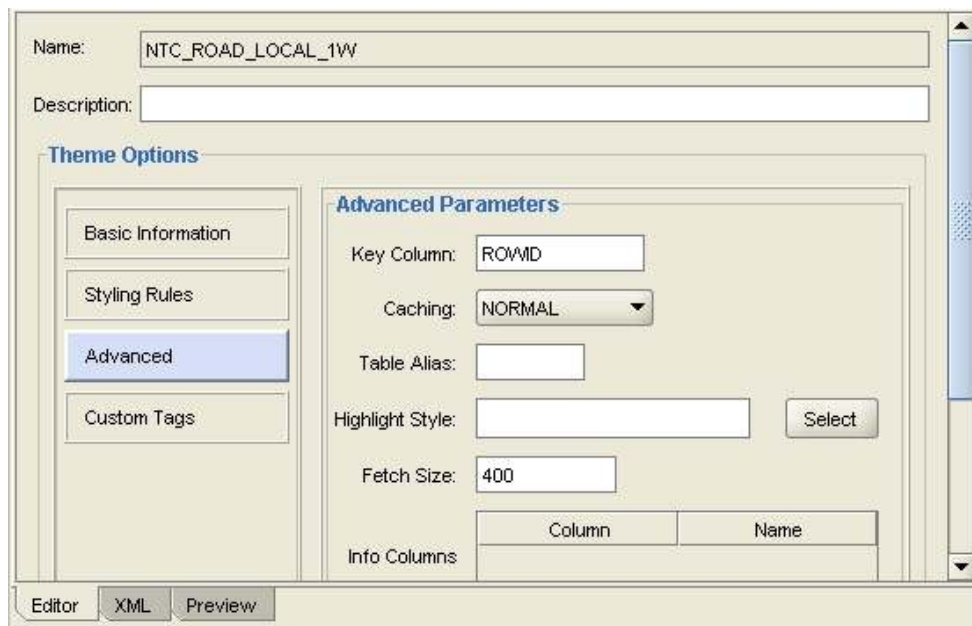 Name: NTC_ROAD_LOCAL_1W
Description:
Theme Options
Basic Information
Styling Rules
Advanced
Custom Tags
Advanced Parameters
Key Column: ROWID
Caching: NORMAL
Table Alias:
Highlight Style: Select
Fetch Size: 400
Column Name
Info Columns
Editor XML Preview